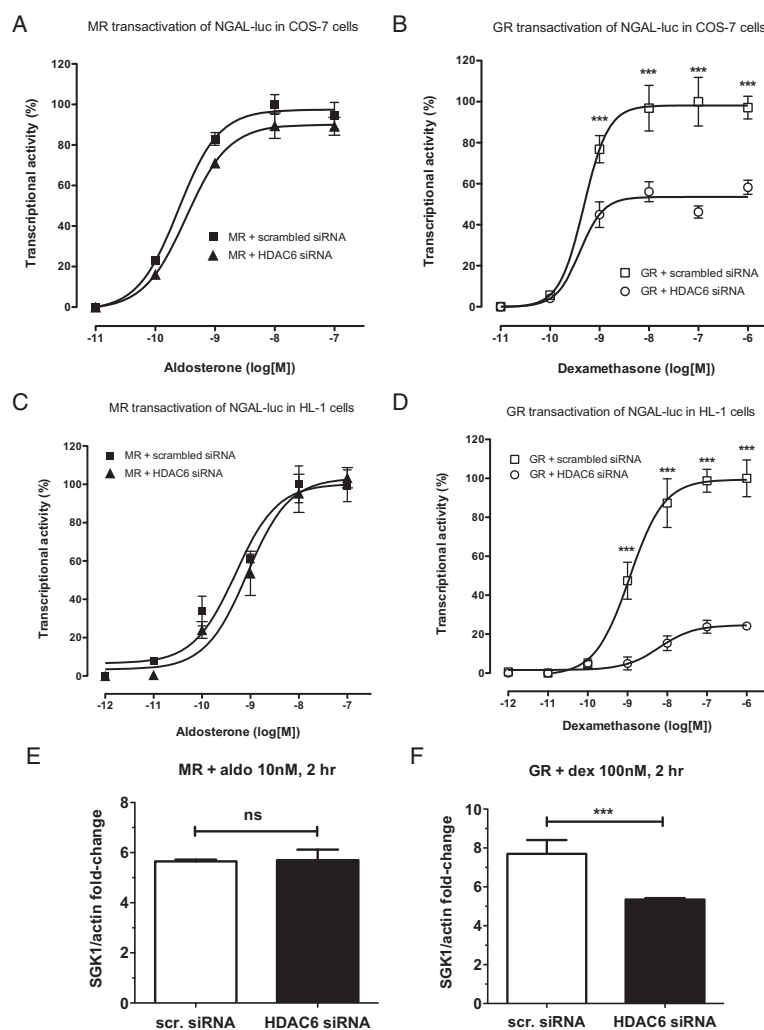 A
MR transactivation of NGAL-luc in COS-7 cells
120
100
80
60
40
20
0
Transcriptional activity (%)
MR + scrambled siRNA
MR + HDAC6 siRNA
-11 -10 -9 -8 -7
Aldosterone (log[M])
B
GR transactivation of NGAL-luc in COS-7 cells
120
100
80
60
40
20
0
Transcriptional activity (%)
*** *** *** ***
GR + scrambled siRNA
GR + HDAC6 siRNA
-11 -10 -9 -8 -7 -6
Dexamethasone (log[M])
C
MR transactivation of NGAL-luc in HL-1 cells
120
100
80
60
40
20
0
Transcriptional activity (%)
MR + scrambled siRNA
MR + HDAC6 siRNA
-12 -11 -10 -9 -8 -7
Aldosterone (log[M])
D
GR transactivation of NGAL-luc in HL-1 cells
120
100
80
60
40
20
0
Transcriptional activity (%)
GR + scrambled siRNA
GR + HDAC6 siRNA
*** *** *** ***
-12 -11 -10 -9 -8 -7 -6
Dexamethasone (log[M])
E
MR + aldo 10nM, 2 hr
8
6
4
2
0
SGK1/actin fold-change
ns
scr. siRNA HDAC6 siRNA
F
GR + dex 100nM, 2 hr
10
8
6
4
2
0
SGK1/actin fold-change
***
scr. siRNA HDAC6 siRNA